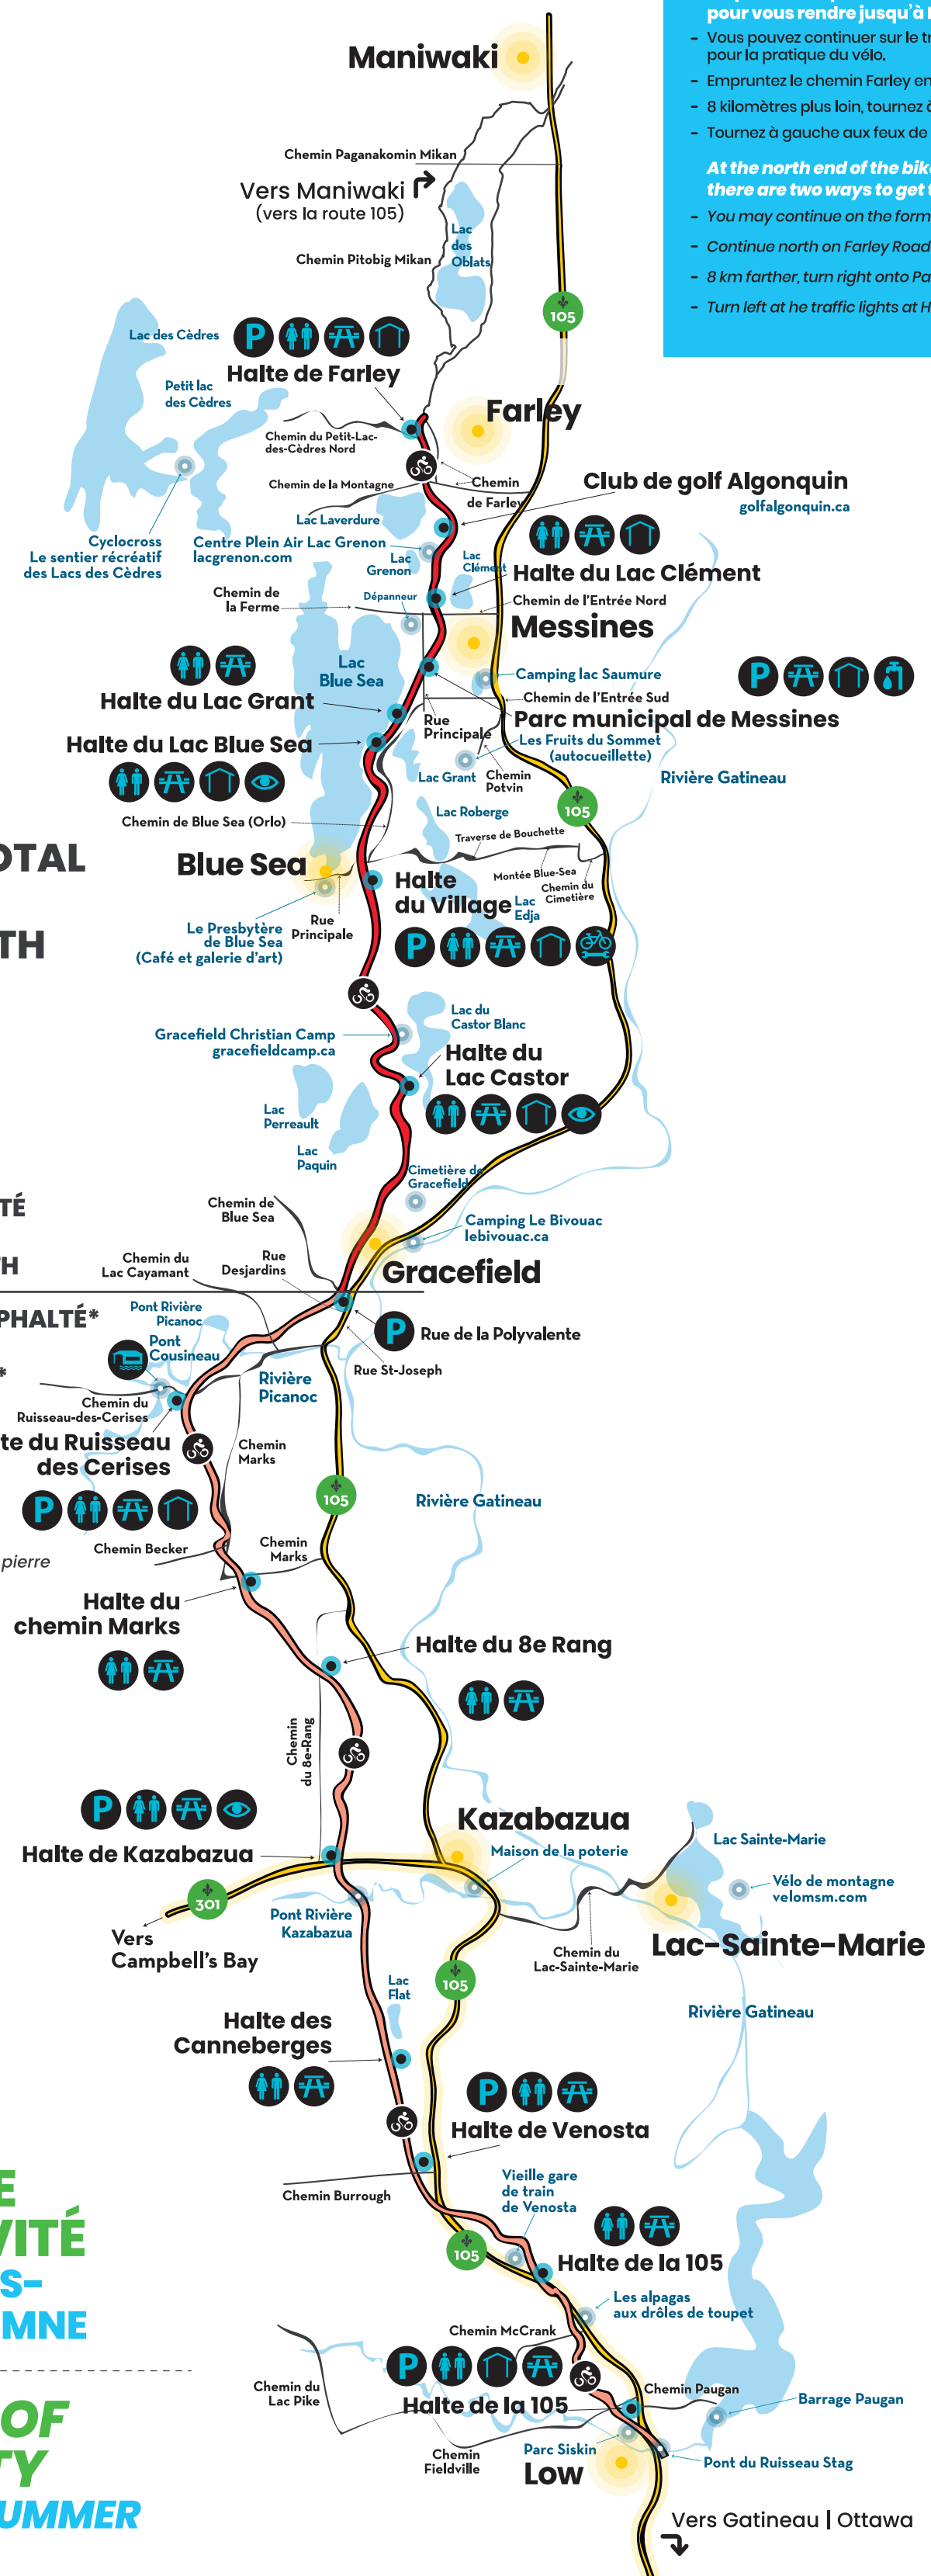 pour vous rendre jusqu'à
- Vous pouvez continuer sur le
pour la pratique du vélo.
- Empruntez le chemin Farley
- 8 kilomètres plus loin, tournez
- Tournez à gauche aux feux de
At the north end of the
there are two ways to get
- You may continue on the
- Continue north on Farley Road
- 8 km farther, turn right onto
- Turn left at he traffic lights at
Maniwaki
Chemin Paganakomin Mikan
Vers Maniwaki
(vers la route 105)
Lac
des
Oblats
Chemin Pitobig Mikan
105
Lac des Cèdres
P
Halte de Farley
Petit lac
des Cèdres
Farley
Chemin du Petit-Lac-
des-Cèdres Nord
Chemin de la Montagne
Chemin
de Farley
Club de golf Algonquin
golfalgonquin.ca
Lac Laverdure
Cyclocross
Le sentier récréatif
des Lacs des Cèdres
Centre Plein Air Lac Grenon
lacgrenon.com
Lac
Grenon
Lac
Clément
Halte du Lac Clément
Chemin de
la Ferme
Dépanneur
Chemin de l'Entrée Nord
Messines
Lac
Blue Sea
Camping lac Saumure
P
Halte du Lac Grant
Chemin de l'Entrée Sud
Parc municipal de Messines
Rue
Principale
Halte du Lac Blue Sea
Les Fruits du Sommet
(autocueillette)
Lac Grant
Chemin
Potvin
Rivière Gatineau
105
Chemin de Blue Sea (Orlo)
Lac Roberge
Traverse de Bouchette
OTAL
Blue Sea
Montée Blue-Sea
Chemin du
Cimetière
Halte
du Village
Lac
Edja
Rue
Principale
Le Presbytère
de Blue Sea
(Café et galerie d'art)
TH
P
Lac du
Castor Blanc
Gracefield Christian Camp
gracefieldcamp.ca
Halte du
Lac Castor
Lac
Perreault
Lac
Paquin
Cimetière de
Gracefield
TÉ
Chemin de
Blue Sea
Camping Le Bivouac
lebivouac.ca
TH
Chemin du
Lac Cayamant
Rue
Desjardins
Gracefield
PHALTÉ*
Pont Rivière
Picanoc
P
Rue de la Polyvalente
Pont
Cousineau
*
Rue St-Joseph
Rivière
Picanoc
Chemin du
Ruisseau-des-Cerises
te du Ruisseau
des Cerises
Chemin
Marks
P
105
Rivière Gatineau
Chemin Becker
Chemin
Marks
pierre
Halte du
chemin Marks
Halte du 8e Rang
Chemin
du 8e-Rang
P
Kazabazua
Halte de Kazabazua
Maison de la poterie
Lac Sainte-Marie
Vélo de montagne
velomsm.com
301
Vers
Campbell's Bay
Pont Rivière
Kazabazua
Chemin du
Lac-Sainte-Marie
Lac-Sainte-Marie
105
Lac
Flat
Rivière Gatineau
Halte des
Canneberges
P
Halte de Venosta
Chemin Burrough
Vieille gare
de train
de Venosta
E
VITÉ
S-
MNE
105
Halte de la 105
Les alpagas
aux drôles de toupet
Chemin McCrank
P
Chemin du
Lac Pike
Halte de la 105
Chemin Paugan
Barrage Paugan
OF
TY
UMMER
Chemin
Fieldville
Parc Siskin
Low
Pont du Ruisseau Stag
Vers Gatineau | Ottawa